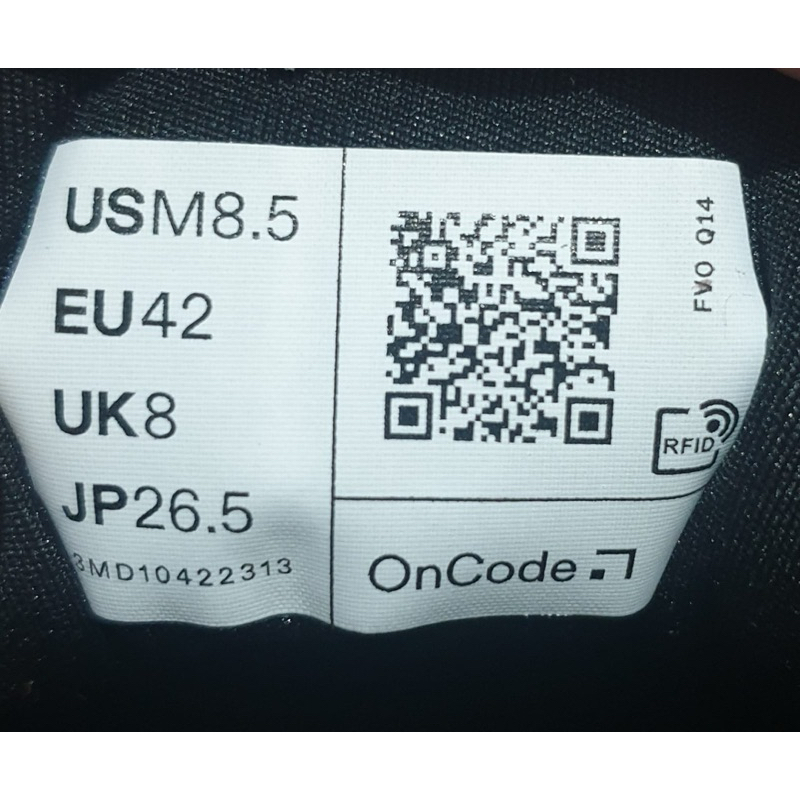 USM8.5
EU42
UK8
JP26.5
3MD10422313
FVO Q14
RFID
OnCode